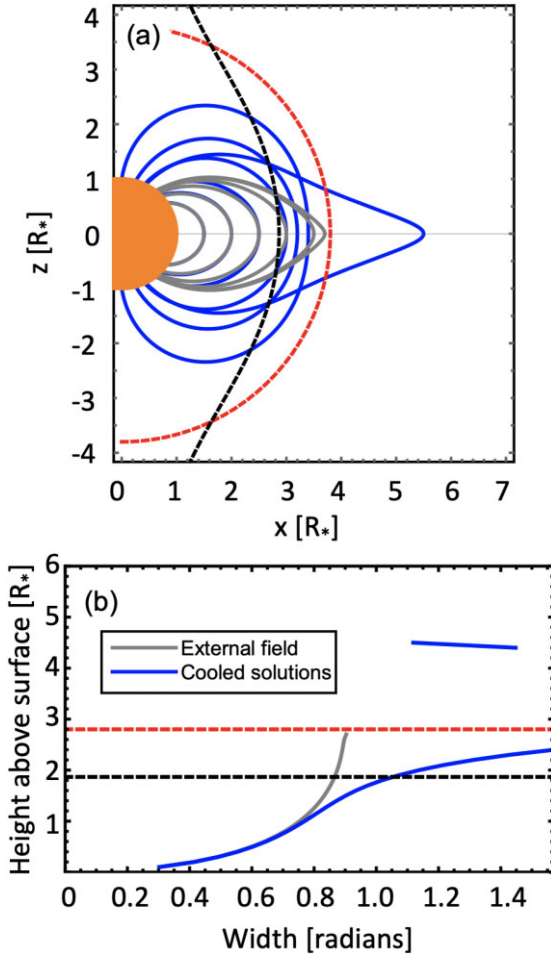 (a)
4
3
2
1
0
-1
-2
-3
-4
z [R*]
0 1 2 3 4 5 6 7
x [R*]
(b)
6
5
4
3
2
1
Height above surface [R*]
External field
Cooled solutions
0 0.2 0.4 0.6 0.8 1.0 1.2 1.4
Width [radians]